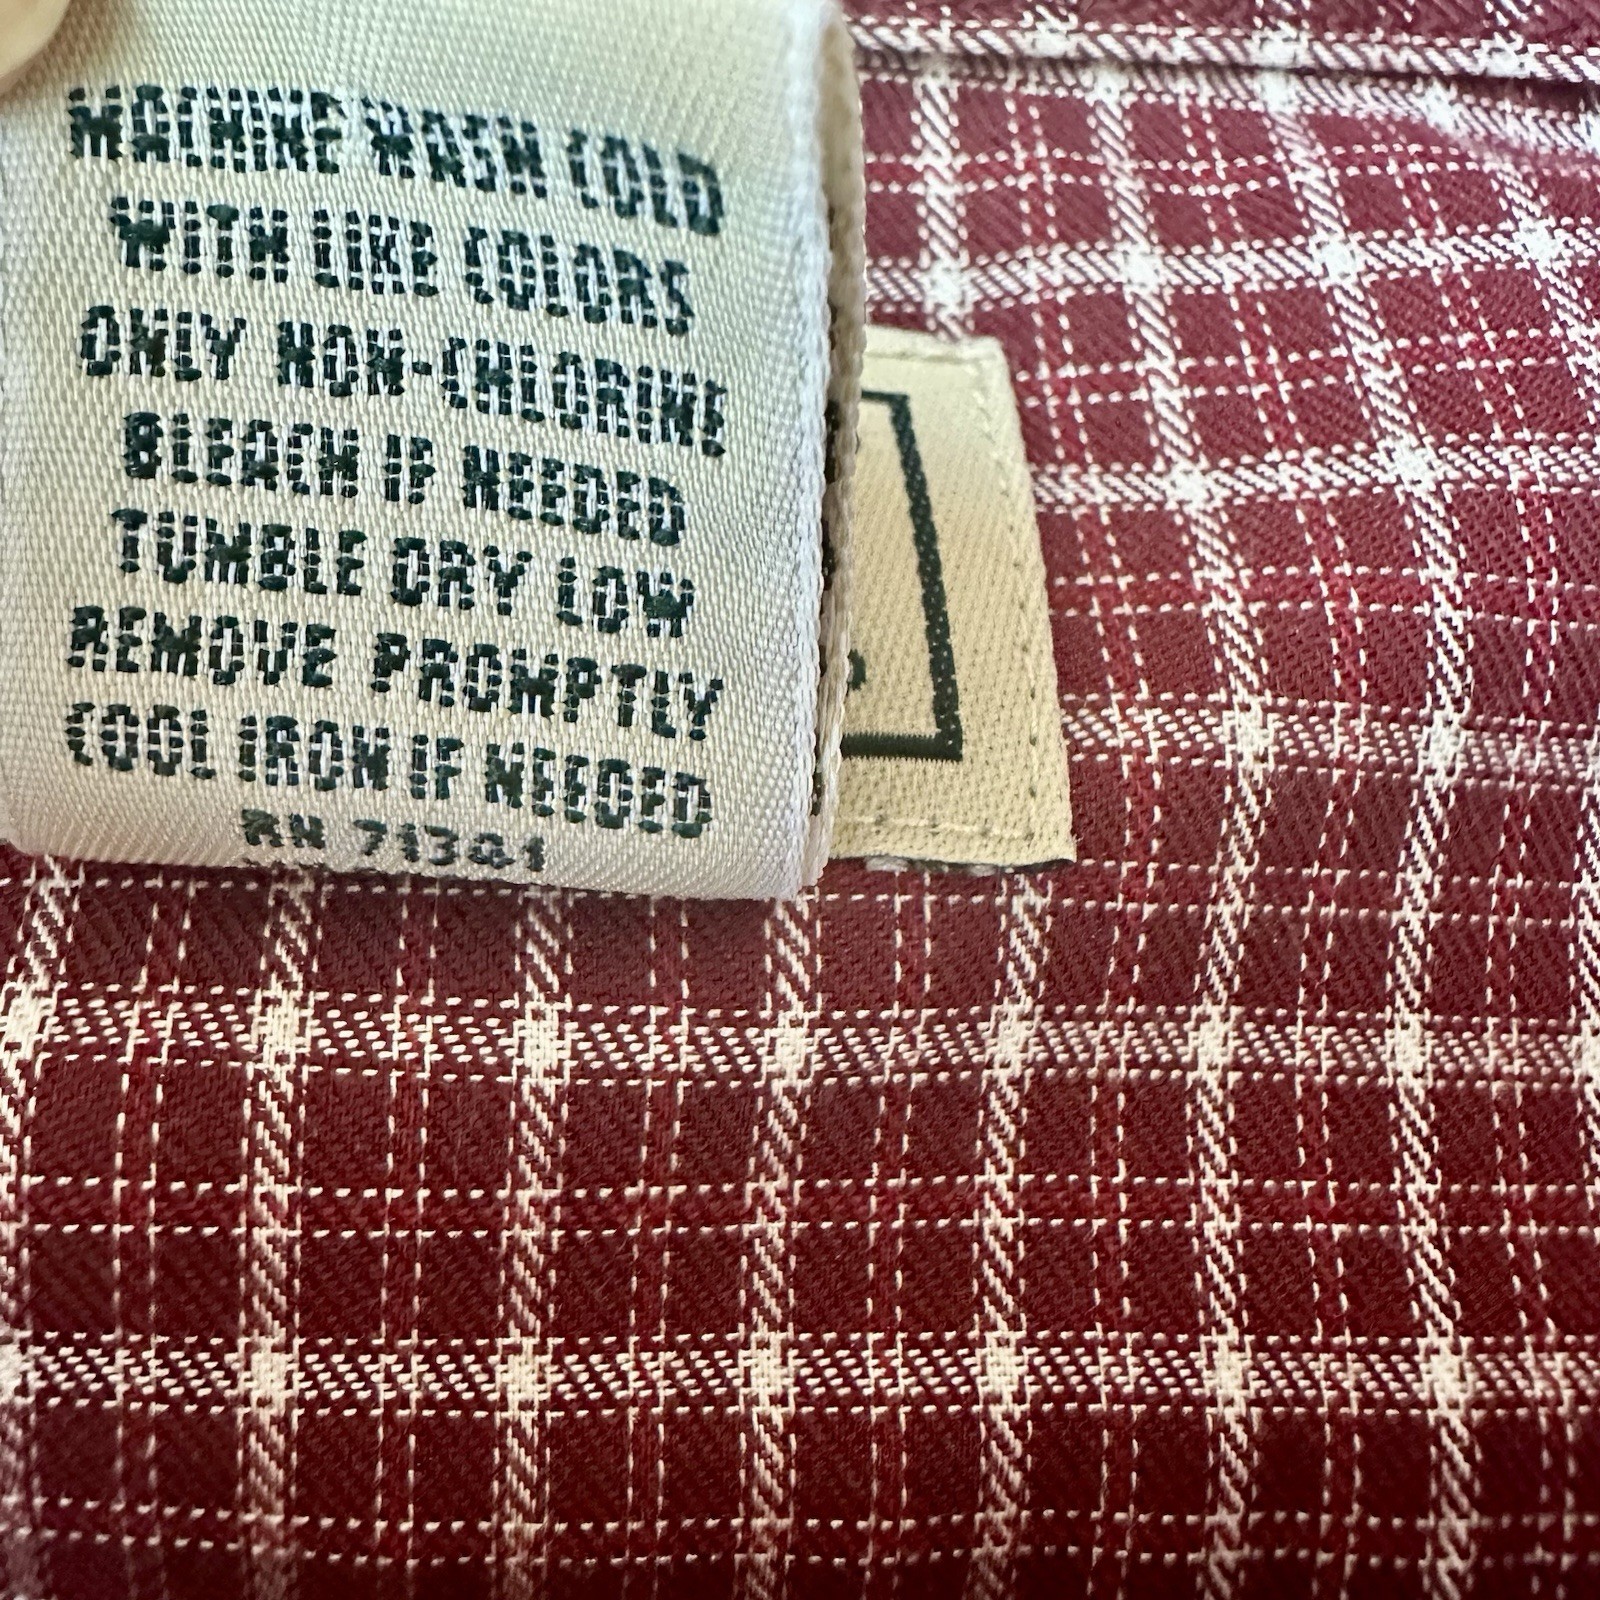 MACHINE WASH COLD
WITH LIKE COLORS
ONLY NON-CHLORINE
BLEACH IF NEEDED
TUMBLE DRY LOW
REMOVE PROMPTLY
COOL IRON IF NEEDED
RN 71381